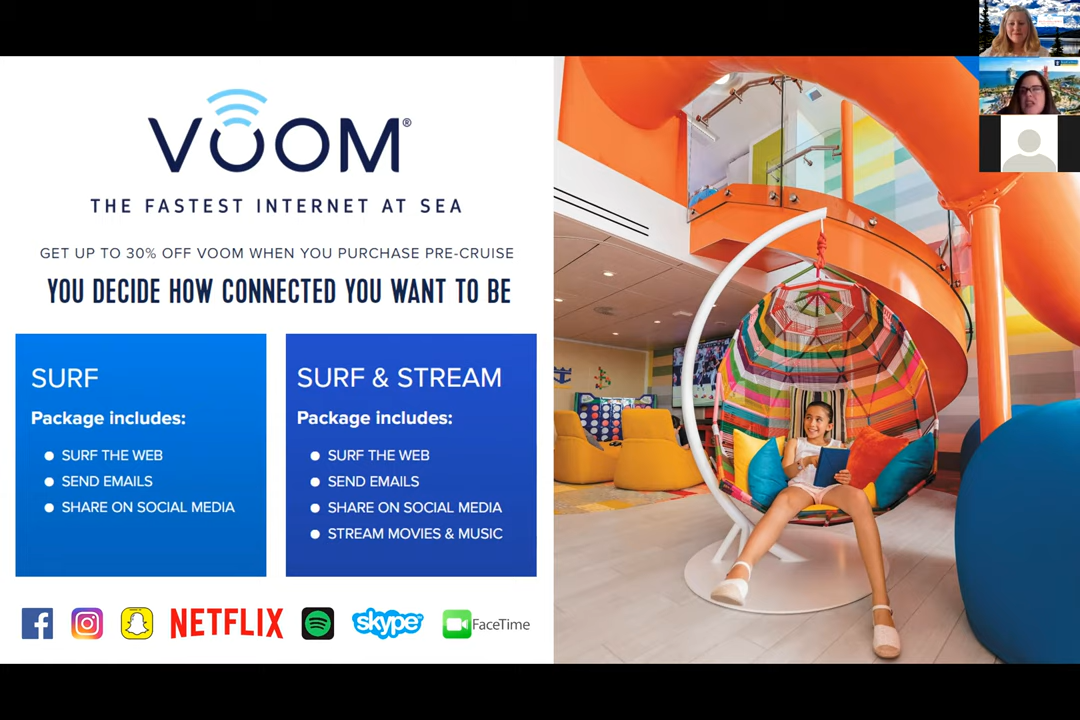 VOOM®
THE FASTEST INTERNET AT SEA
GET UP TO 30% OFF VOOM WHEN YOU PURCHASE PRE-CRUISE
YOU DECIDE HOW CONNECTED YOU WANT TO BE
SURF
Package includes:
SURF THE WEB
SEND EMAILS
SHARE ON SOCIAL MEDIA
SURF & STREAM
Package includes:
SURF THE WEB
SEND EMAILS
SHARE ON SOCIAL MEDIA
STREAM MOVIES & MUSIC
NETFLIX
skype
FaceTime